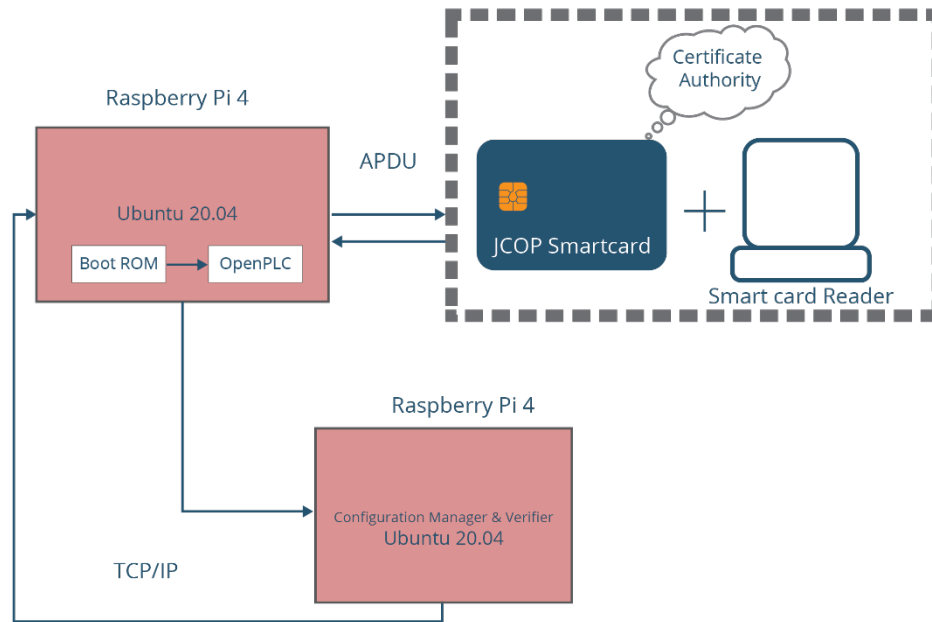 Certificate
Authority
Raspberry Pi 4
APDU
Ubuntu 20.04
JCOP Smartcard
Boot ROM
OpenPLC
Smart card Reader
Raspberry Pi 4
Configuration Manager & Verifier
Ubuntu 20.04
TCP/IP